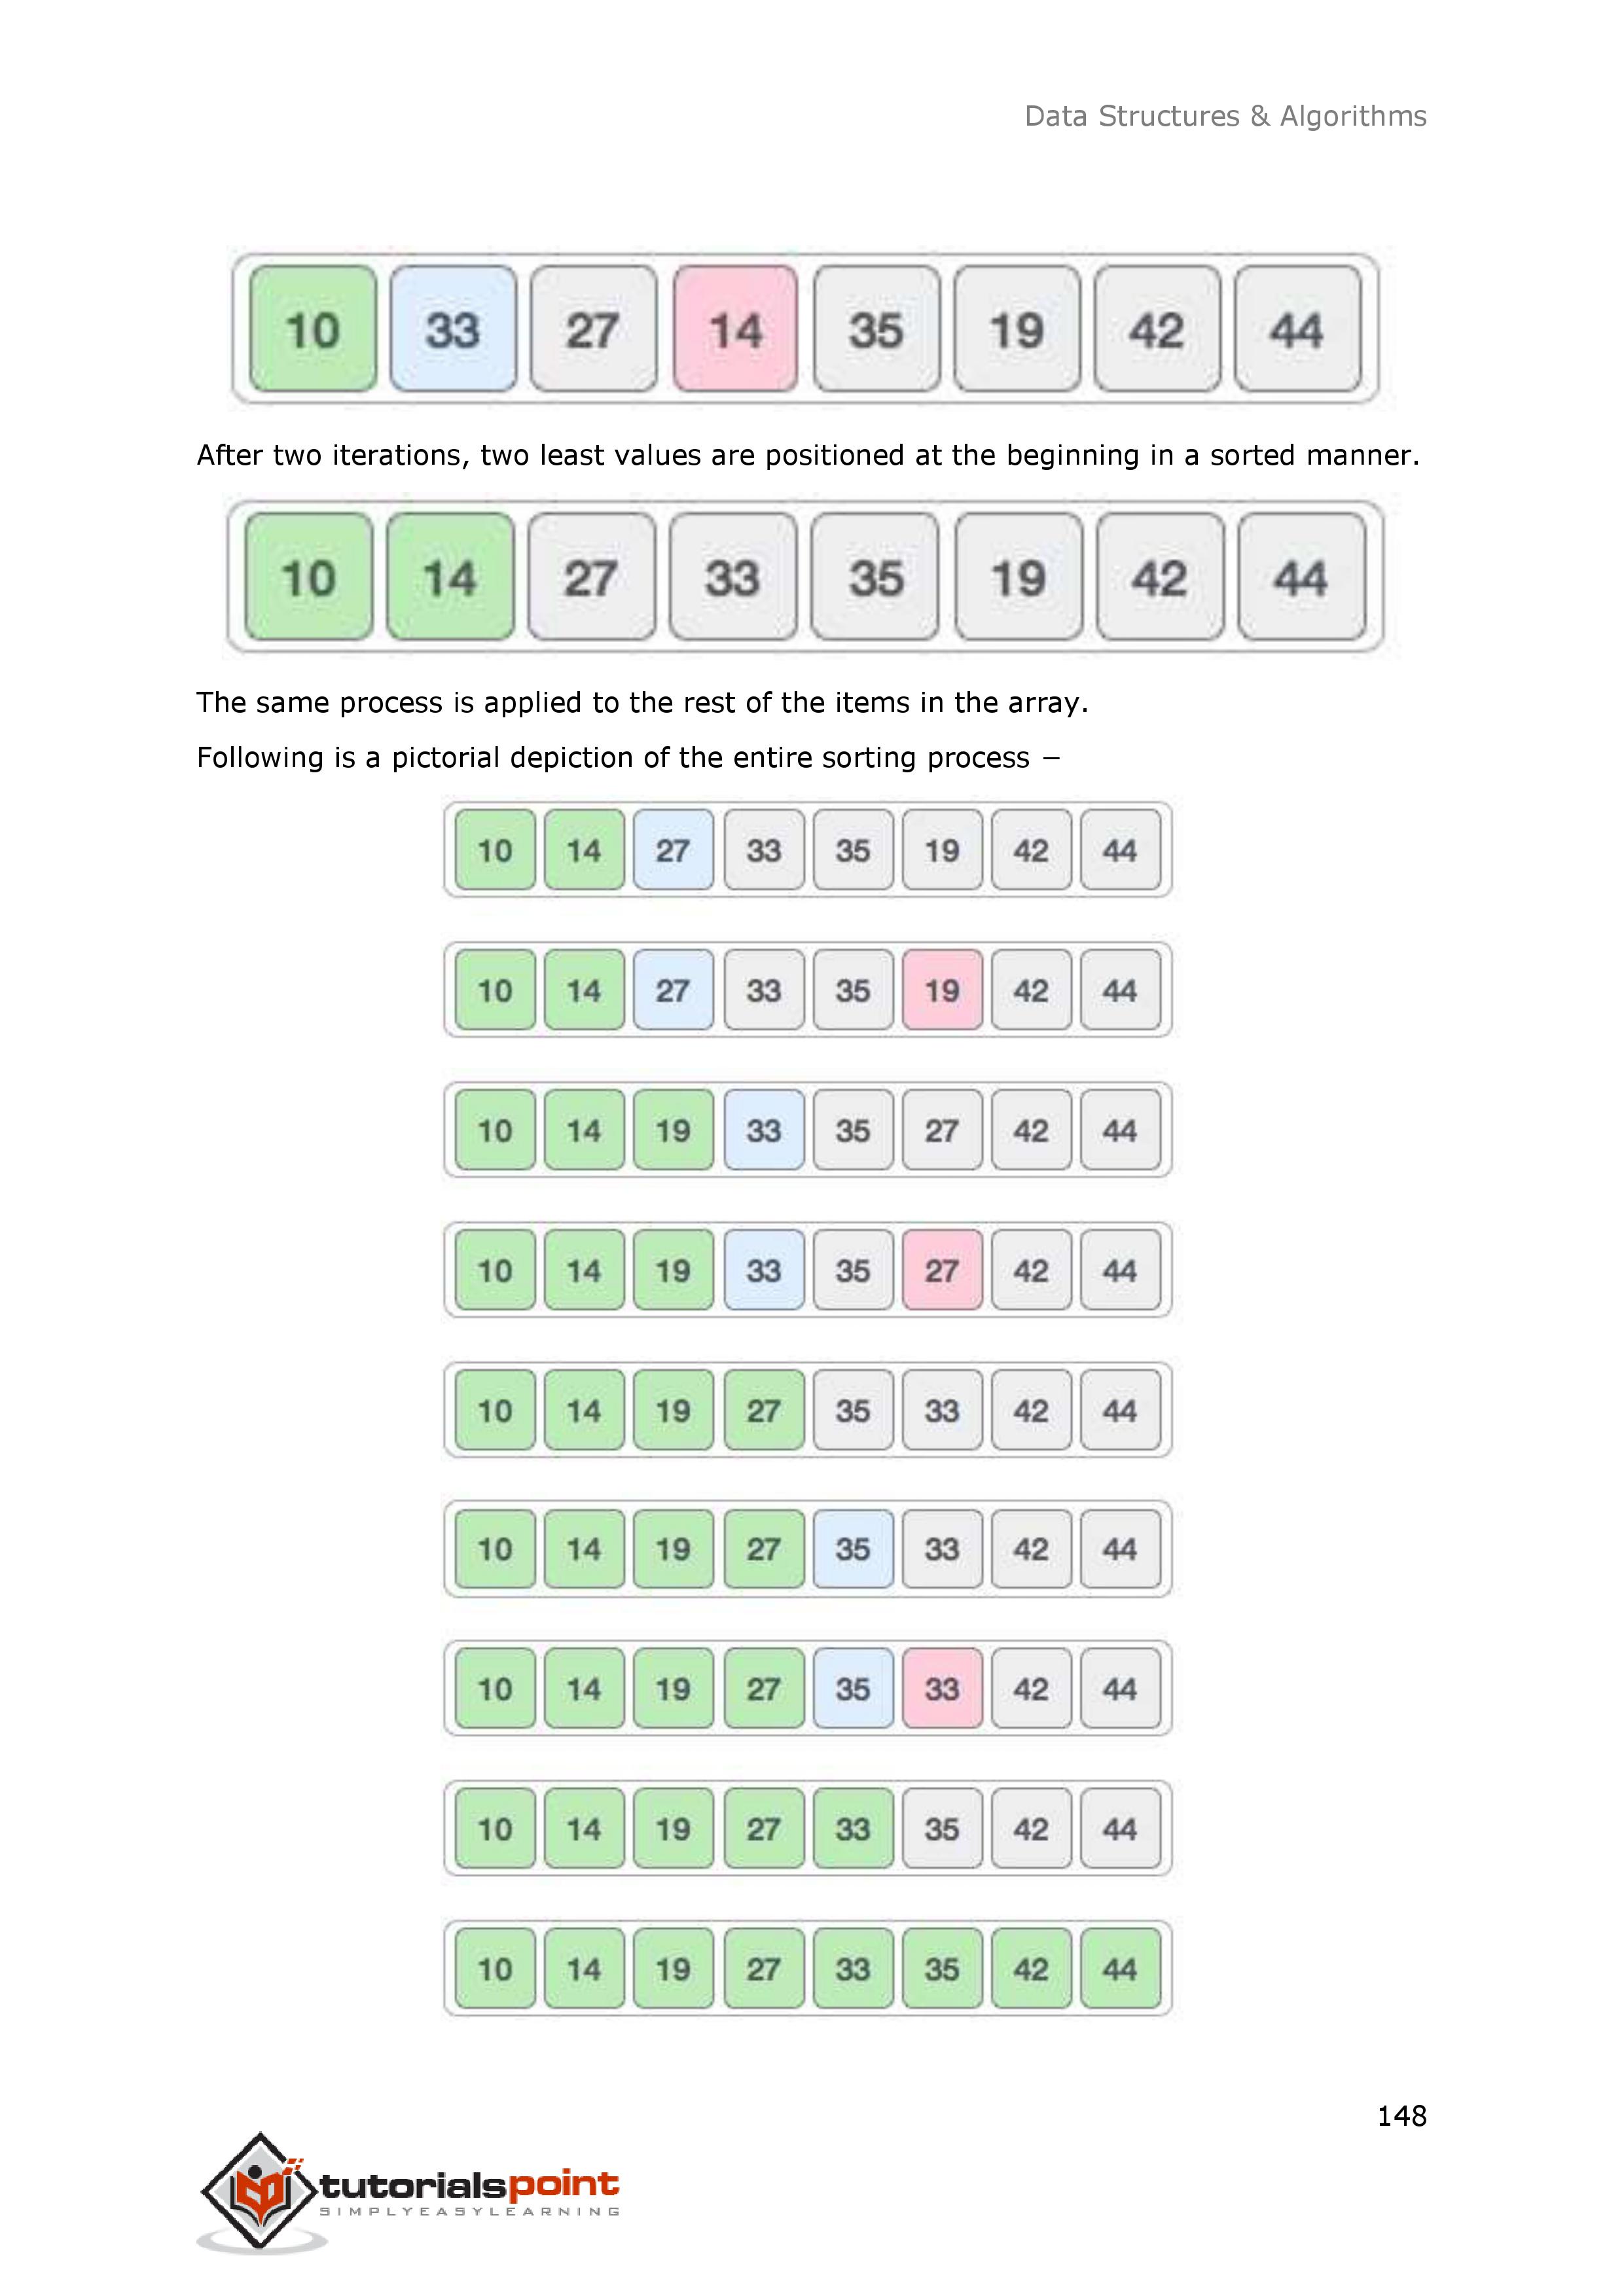 Data Structures & Algorithms
10 33 27 14 35 19 42 44
After two iterations, two least values are positioned at the beginning in a sorted manner.
10 14 27 33 35 19 42 44
The same process is applied to the rest of the items in the array.
Following is a pictorial depiction of the entire sorting process −
10 14 27 33 35 19 42 44
10 14 27 33 35 19 42 44
10 14 19 33 35 27 42 44
10 14 19 33 35 27 42 44
10 14 19 27 35 33 42 44
10 14 19 27 35 33 42 44
10 14 19 27 35 33 42 44
10 14 19 27 33 35 42 44
10 14 19 27 33 35 42 44
148
tutorialspoint
SIMPLYEASYLEARNING